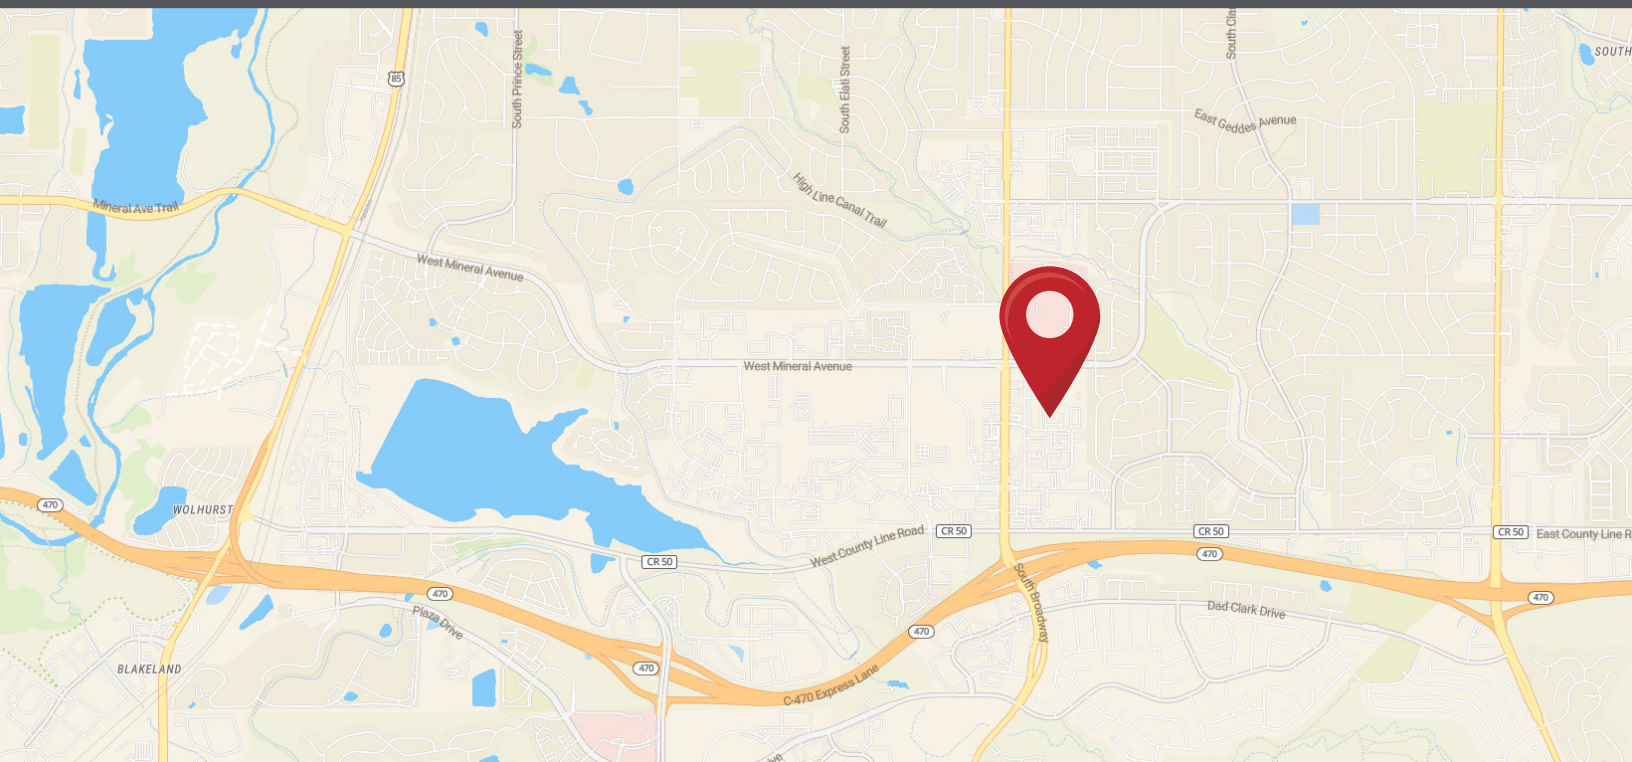 South Cla
SOUTH
85
South Prince Street
South Elati Street
East Geddes Avenue
High Line Canal Trail
Mineral Ave Trail
West Mineral Avenue
West Mineral Avenue
470
WOLHURST
CR 50
CR 50
CR 50
East County Line R
West County Line Road
470
CR 50
470
470
South Broadway
Dad Clark Drive
Plaza Drive
470
470
BLAKELAND
C-470 Express Lane
ive